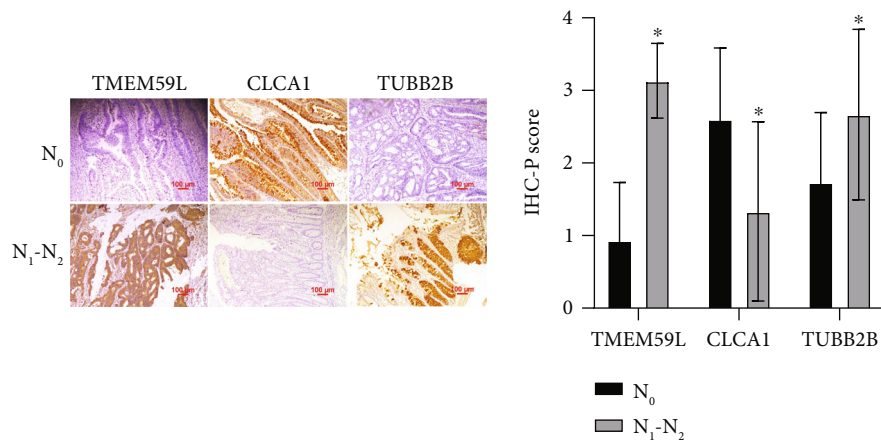 TMEM59L CLCA1 TUBB2B
N₀
100 µm 100 µm 100 µm
N₁-N₂
100 µm 100 µm 100 µm
IHC-P score
4
3
2
1
0
* * *
TMEM59L CLCA1 TUBB2B
N₀
N₁-N₂